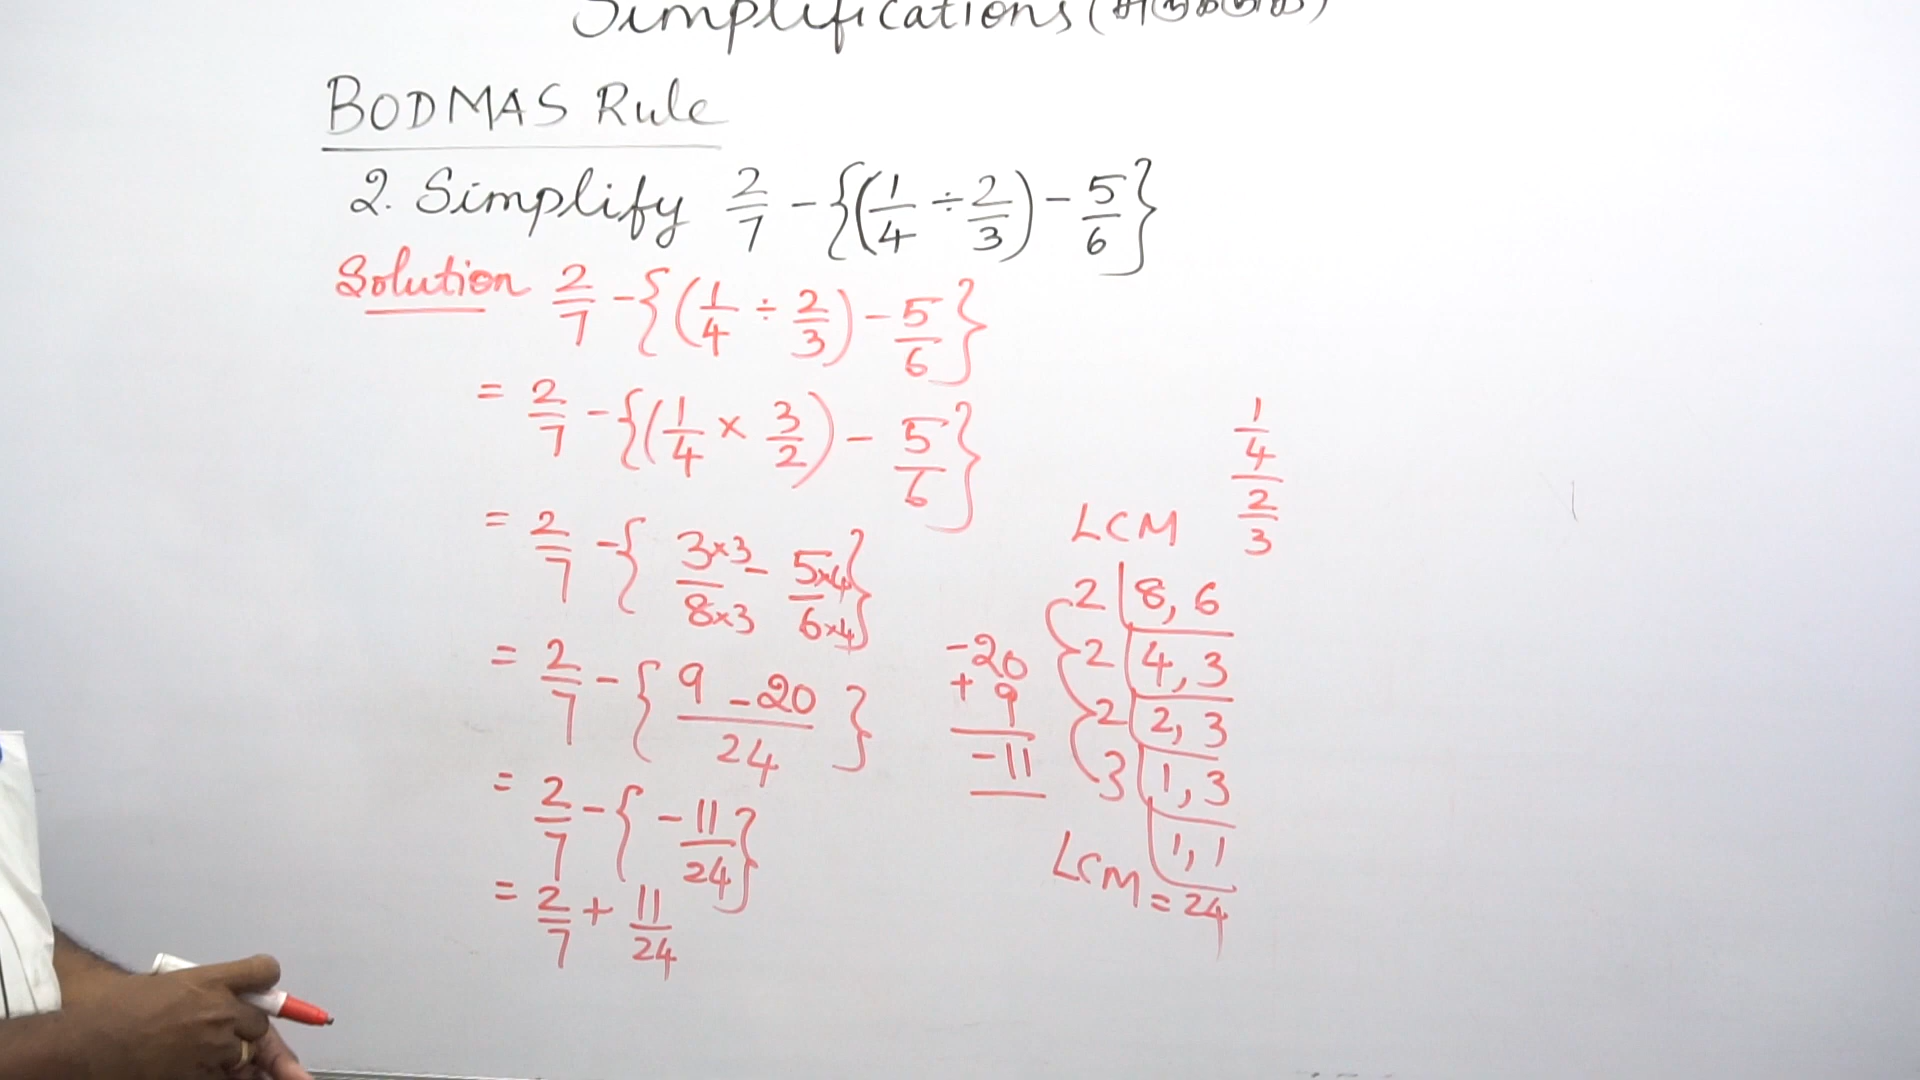 Simplifications (சுருக்குக)
BODMAS Rule
2. Simplify 2/7 - {(1/4 ÷ 2/3) - 5/6}
Solution 2/7 - {(1/4 ÷ 2/3) - 5/6}
= 2/7 - {(1/4 × 3/2) - 5/6}
= 2/7 - {3×3/8×3 - 5×4/6×4}
= 2/7 - {9 - 20/24}
= 2/7 - {-11/24}
= 2/7 + 11/24
-20
+ 9
-11
1/4
2/3
LCM
2 | 8, 6
2 | 4, 3
2 | 2, 3
3 | 1, 3
1, 1
LCM = 24